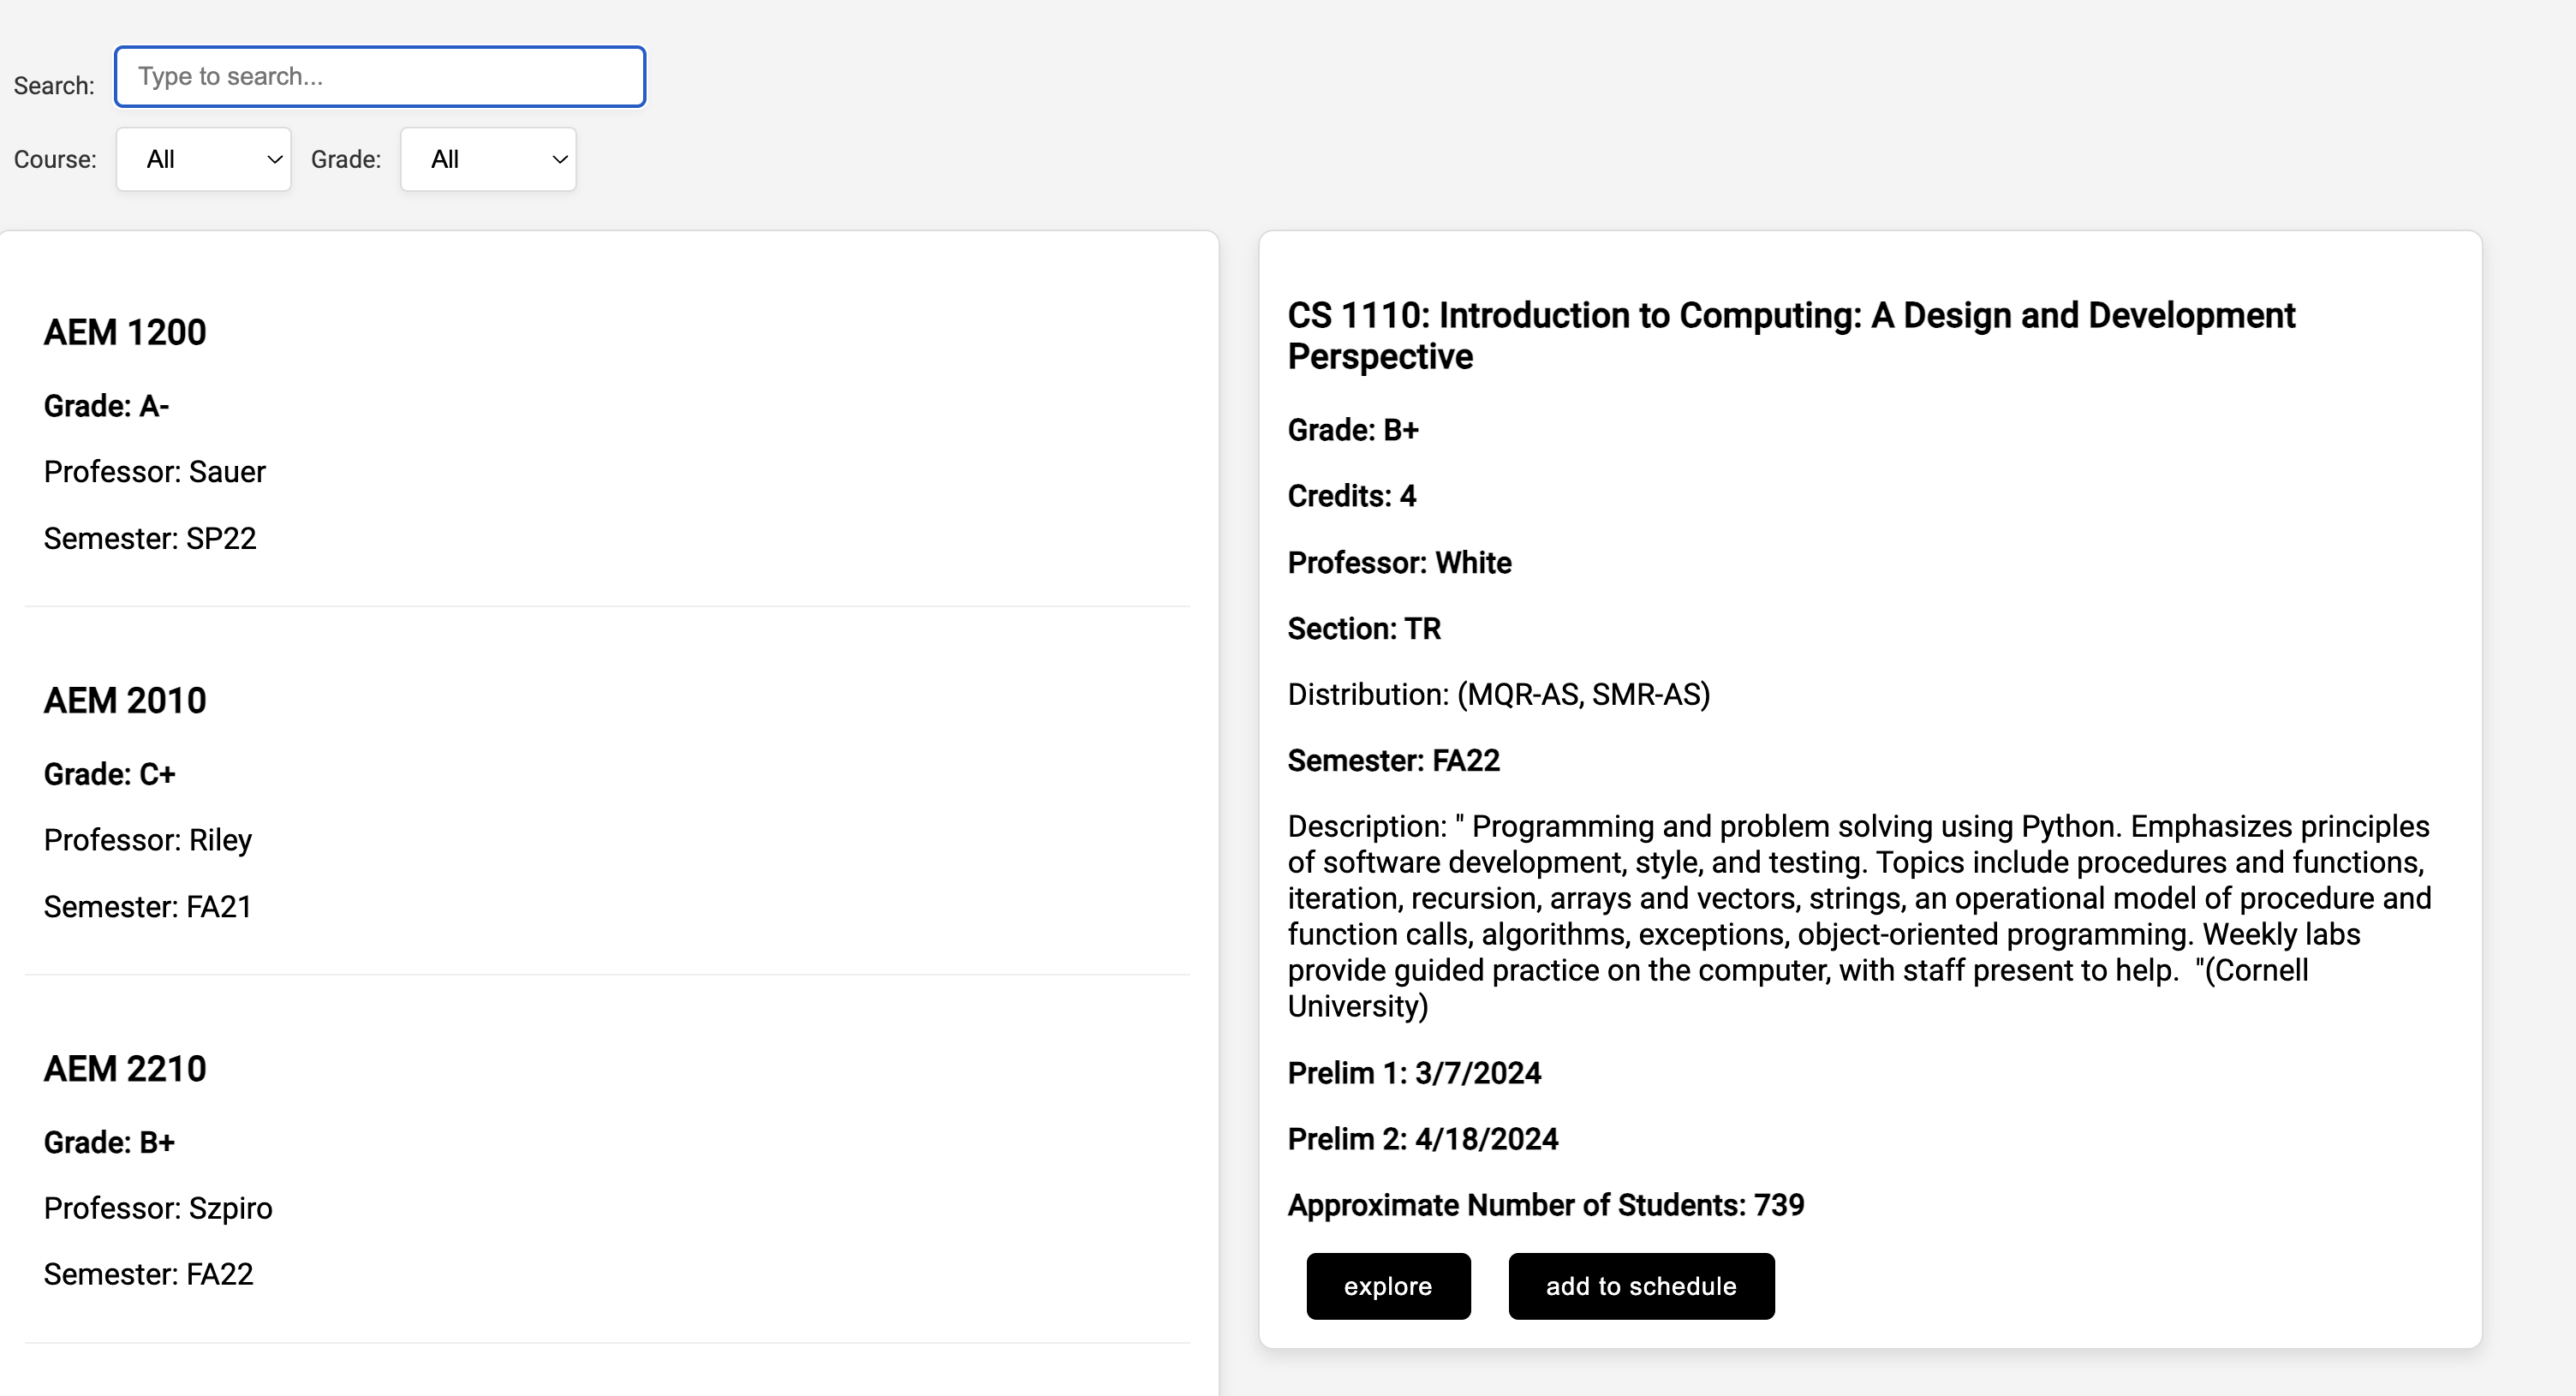 Search: Type to search...
Course: All Grade: All
AEM 1200
Grade: A-
Professor: Sauer
Semester: SP22
AEM 2010
Grade: C+
Professor: Riley
Semester: FA21
AEM 2210
Grade: B+
Professor: Szpiro
Semester: FA22
CS 1110: Introduction to Computing: A Design and Development
Perspective
Grade: B+
Credits: 4
Professor: White
Section: TR
Distribution: (MQR-AS, SMR-AS)
Semester: FA22
Description: " Programming and problem solving using Python. Emphasizes principles
of software development, style, and testing. Topics include procedures and functions,
iteration, recursion, arrays and vectors, strings, an operational model of procedure and
function calls, algorithms, exceptions, object-oriented programming. Weekly labs
provide guided practice on the computer, with staff present to help.  "(Cornell
University)
Prelim 1: 3/7/2024
Prelim 2: 4/18/2024
Approximate Number of Students: 739
explore add to schedule